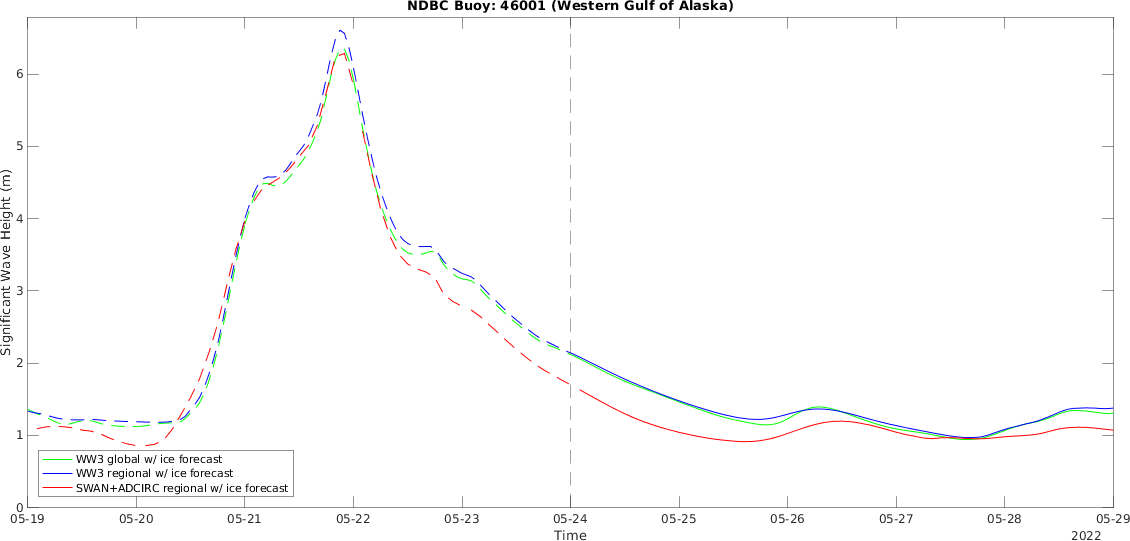 NDBC Buoy: 46001 (Western Gulf of Alaska)
Significant Wave Height (m)
6
5
4
3
2
1
0
WW3 global w/ ice forecast
WW3 regional w/ ice forecast
SWAN+ADCIRC regional w/ ice forecast
05-19 05-20 05-21 05-22 05-23 05-24 05-25 05-26 05-27 05-28 05-29
Time
2022